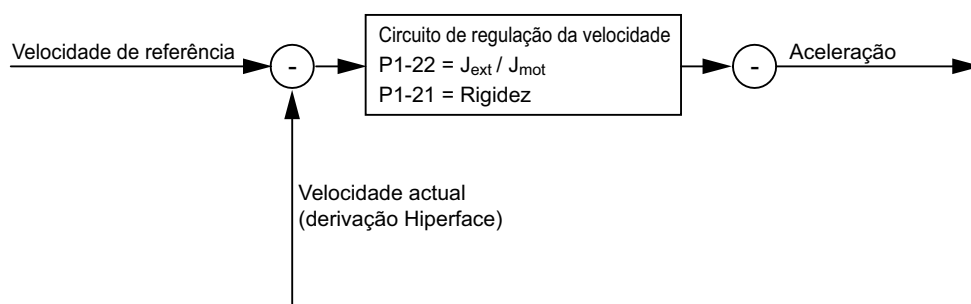 Velocidade de referência
-
Circuito de regulação da velocidade
P1-22 = Jext / Jmot
P1-21 = Rigidez
-
Aceleração
Velocidade actual
(derivação Hiperface)